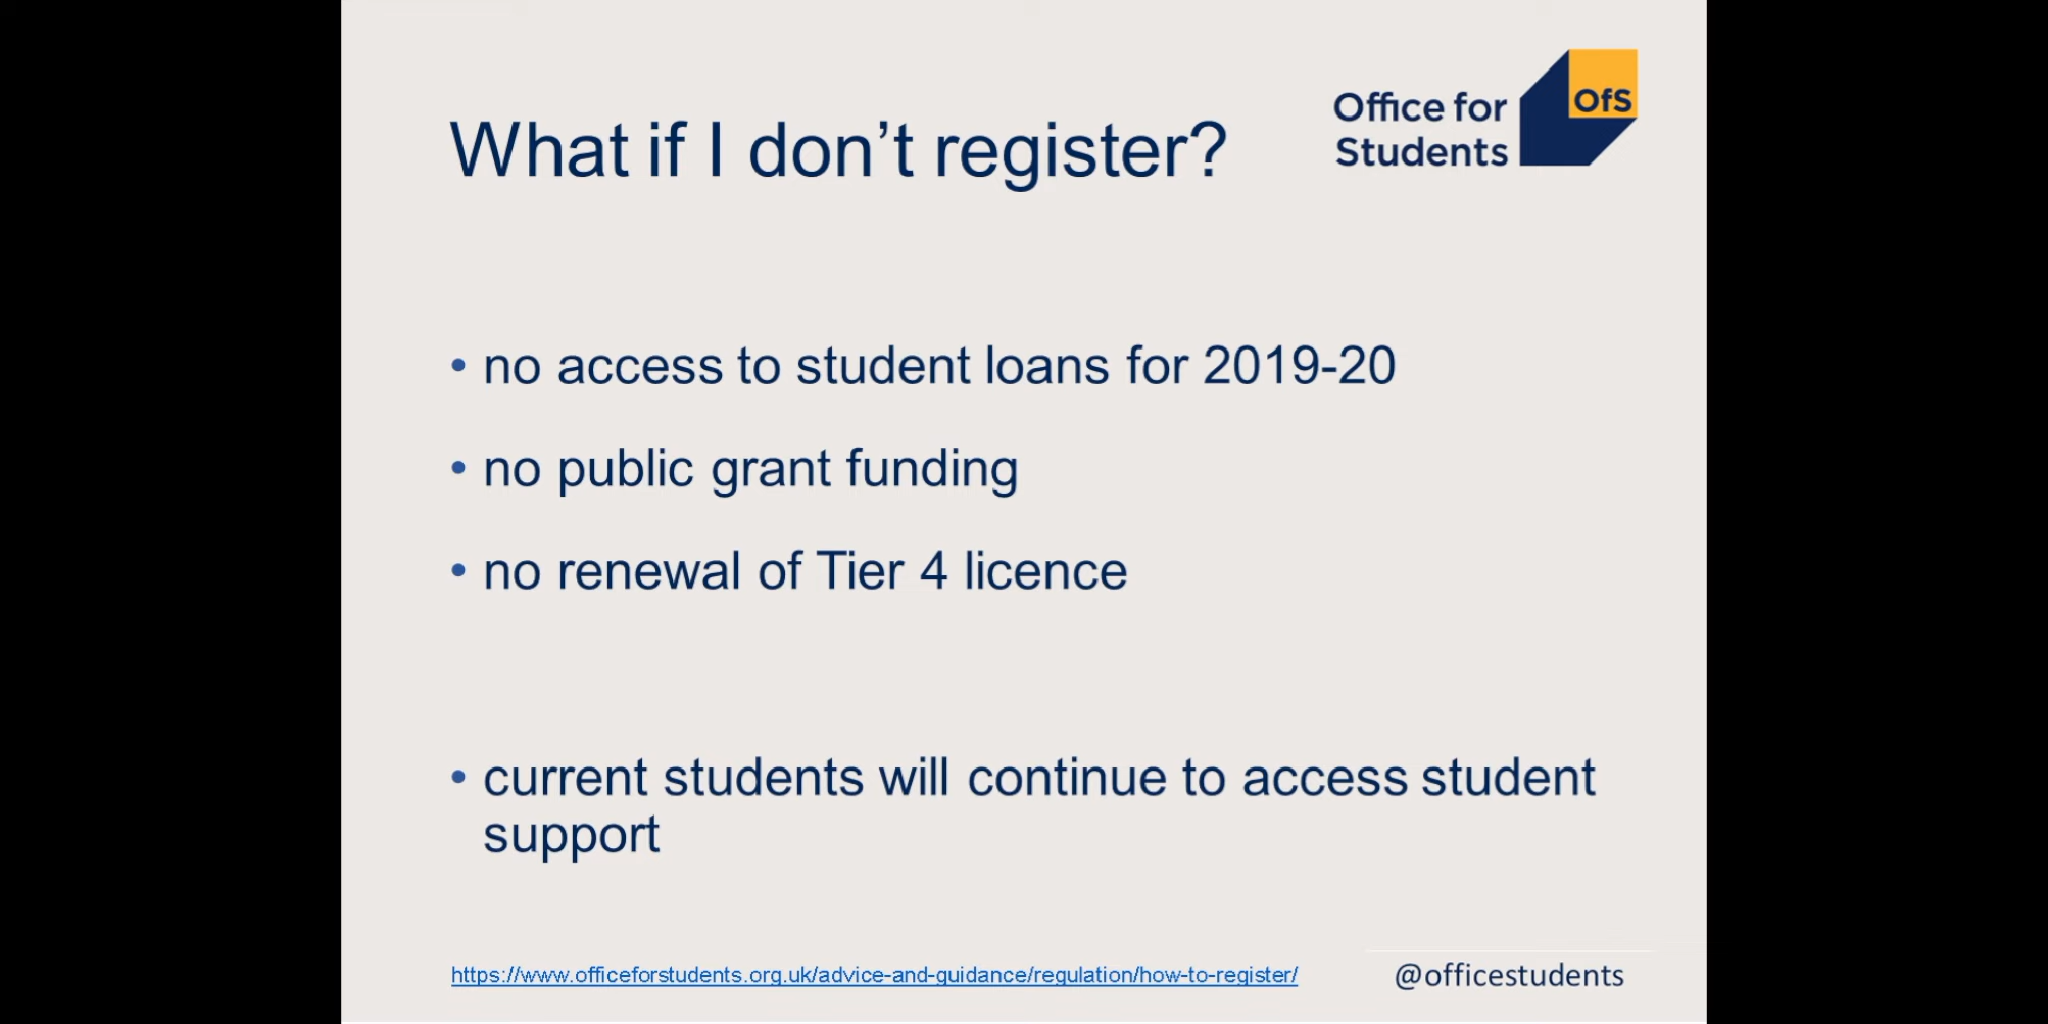 What if I don’t register?
Office for
Students
OfS
• no access to student loans for 2019-20
• no public grant funding
• no renewal of Tier 4 licence
• current students will continue to access student
support
https://www.officeforstudents.org.uk/advice-and-guidance/regulation/how-to-register/
@officestudents